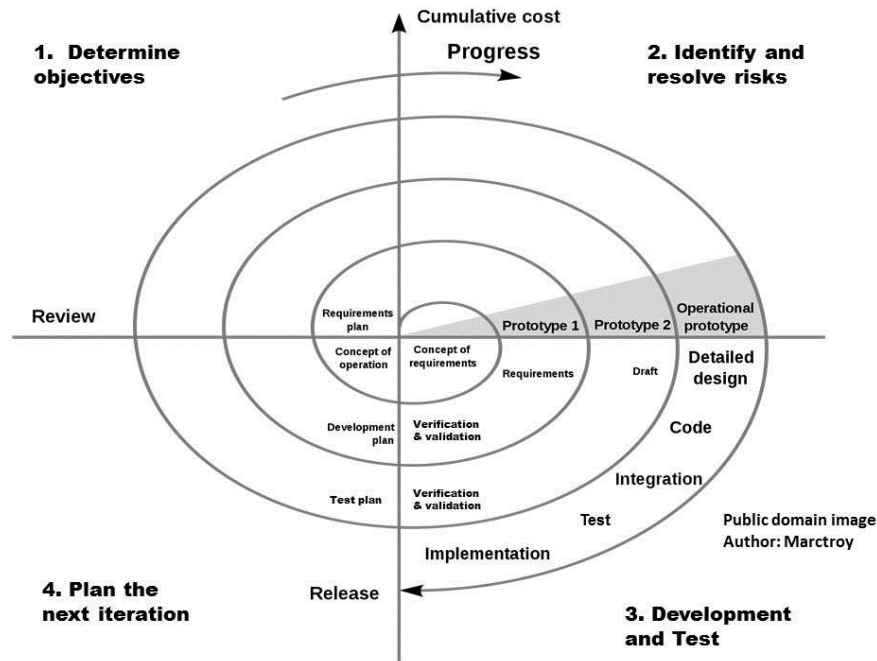 Cumulative cost
1. Determine
objectives
Progress
2. Identify and
resolve risks
Review
Requirements
plan
Prototype 1
Prototype 2
Operational
prototype
Concept of
operation
Concept of
requirements
Requirements
Draft
Detailed
design
Development
plan
Verification
& validation
Code
Integration
Test plan
Verification
& validation
Test
Implementation
Public domain image
Author: Marctroy
4. Plan the
next iteration
Release
3. Development
and Test